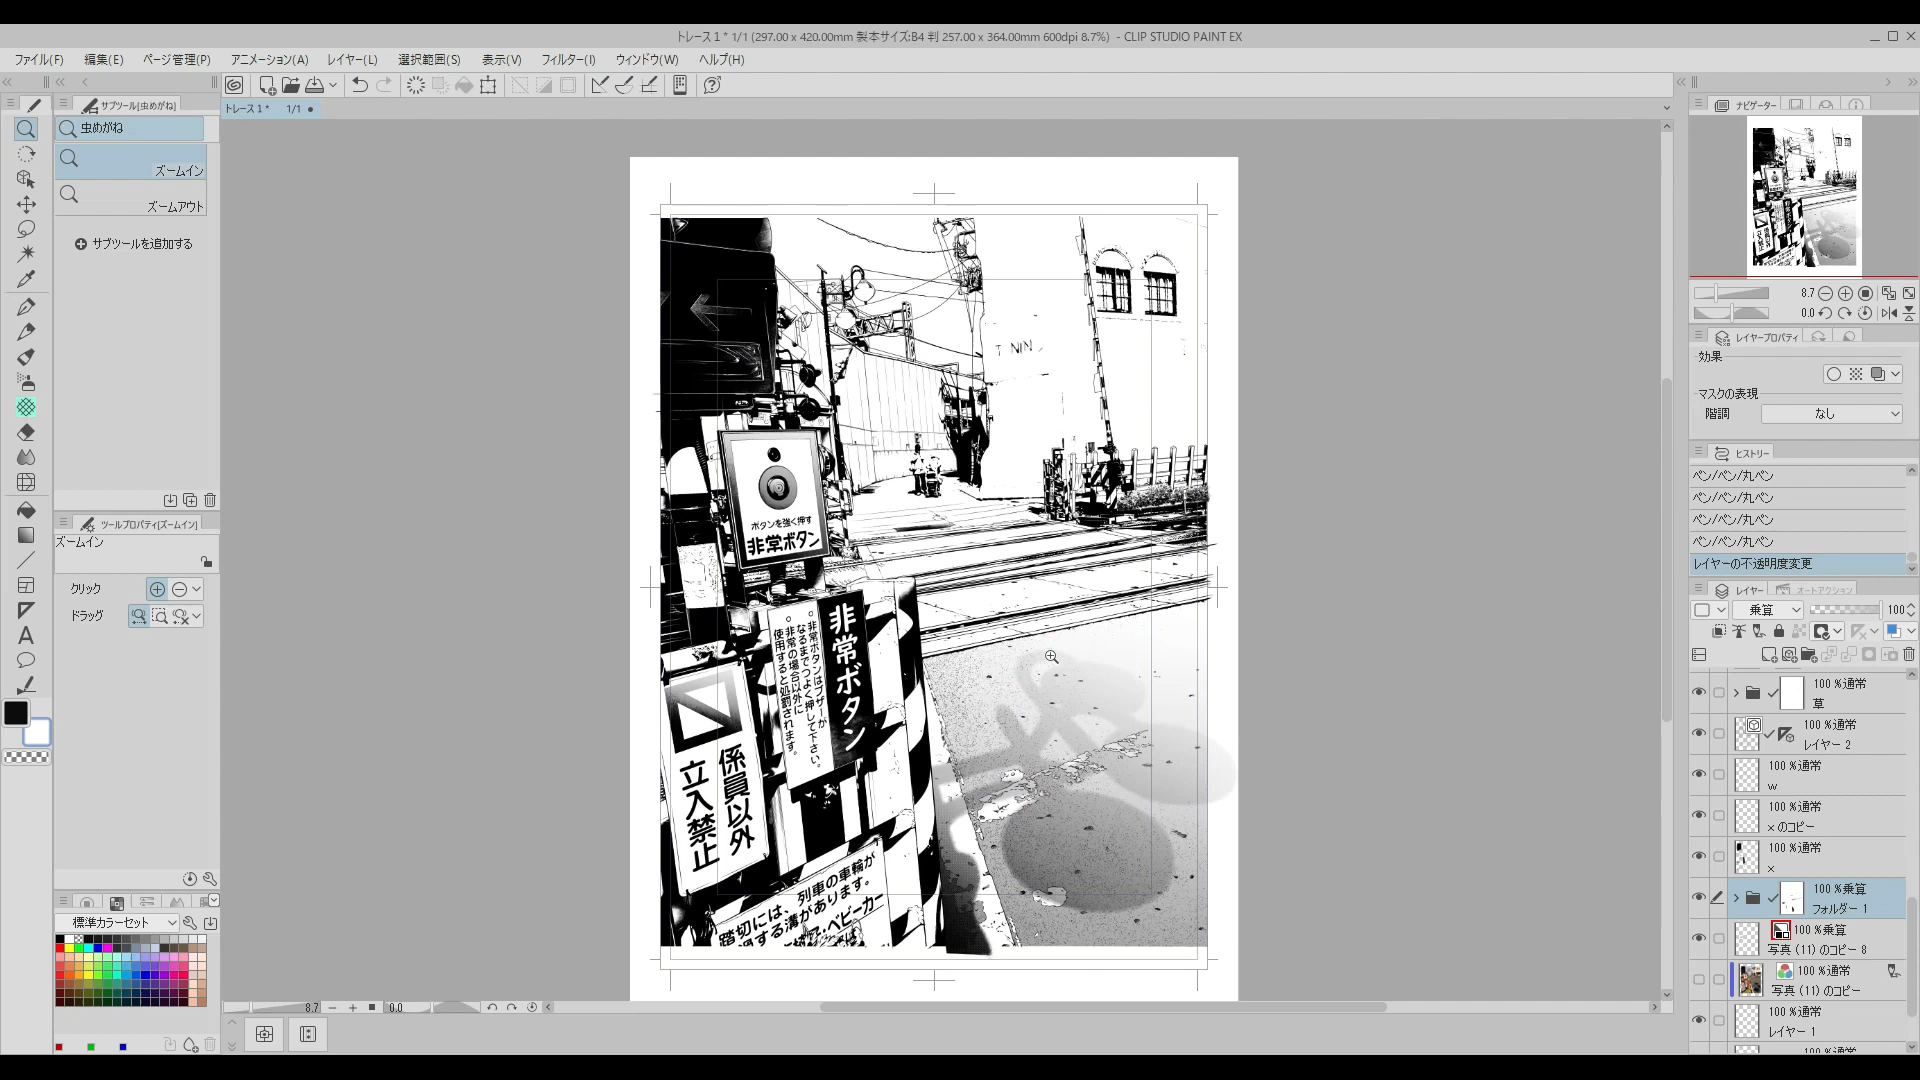 トレース1 * 1/1 (297.00 x 420.00mm 製本サイズ:B4 判 257.00 x 364.00mm 600dpi 8.7%) - CLIP STUDIO PAINT EX
ファイル(F) 編集(E) ページ管理(P) アニメーション(A) レイヤー(L) 選択範囲(S) 表示(V) フィルター(I) ウィンドウ(W) ヘルプ(H)
サブツール[虫めがね]
トレース1* 1/1
虫めがね
ズームイン
ズームアウト
サブツールを追加する
ツールプロパティ[ズームイン]
ズームイン
クリック
ドラッグ
標準カラーセット
ボタンを強く押す
非常ボタン
非常ボタン
非常ボタンはブザーが
なるまでつよく押して下さい。
非常の場合以外に
使用すると処罰されます。
係員以外
立入禁止
踏切には、列車の車輪が
する溝があります。
ベビーカー
8.7
0.0
ナビゲーター
8.7
0.0
レイヤープロパティ
効果
マスクの表現
階調 なし
ヒストリー
ペン/ペン/丸ペン
ペン/ペン/丸ペン
ペン/ペン/丸ペン
ペン/ペン/丸ペン
レイヤーの不透明度変更
レイヤー オートアクション
乗算 100
100 %通常
草
100 %通常
レイヤー 2
100 %通常
w
100 %通常
x のコピー
100 %通常
x
100 %乗算
フォルダー 1
100 %乗算
写真 (11) のコピー 8
100 %通常
写真 (11) のコピー
100 %通常
レイヤー 1